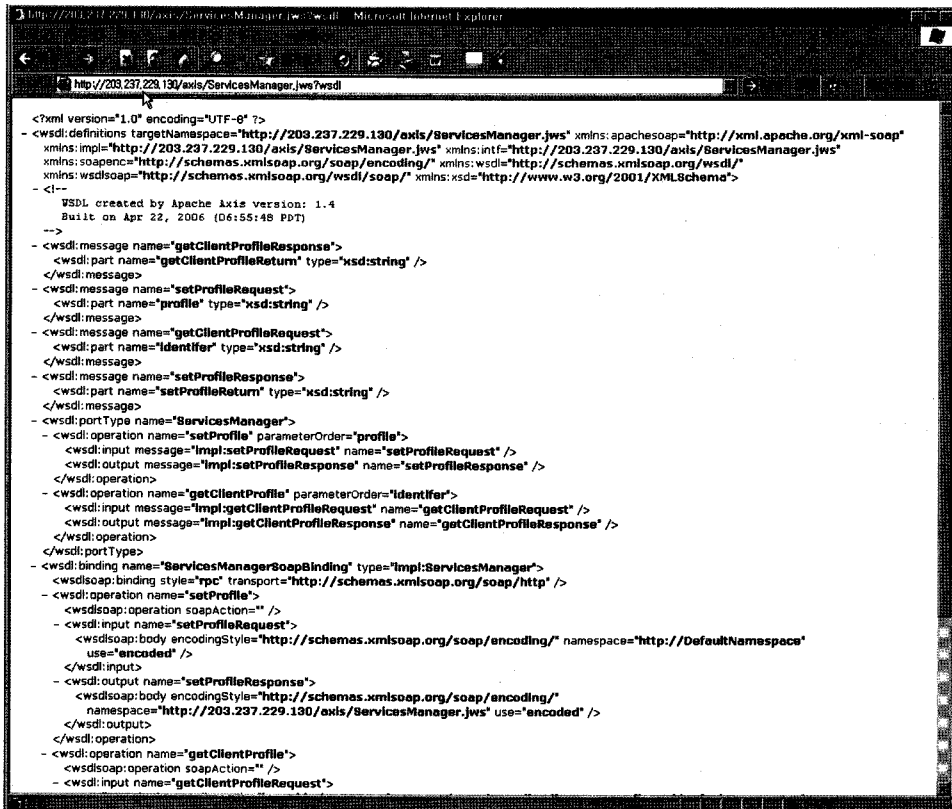 http://203.237.229.130/axis/ServicesManager.jws?wsdl - Microsoft Internet Explorer
http://203.237.229.130/axis/ServicesManager.jws?wsdl
<?xml version="1.0" encoding="UTF-8" ?>
- <wsdl:definitions targetNamespace="http://203.237.229.130/axis/ServicesManager.jws" xmlns:apachesoap="http://xml.apache.org/xml-soap"
xmlns:impl="http://203.237.229.130/axis/ServicesManager.jws" xmlns:intf="http://203.237.229.130/axis/ServicesManager.jws"
xmlns:soapenc="http://schemas.xmlsoap.org/soap/encoding/" xmlns:wsdl="http://schemas.xmlsoap.org/wsdl/"
xmlns:wsdlsoap="http://schemas.xmlsoap.org/wsdl/soap/" xmlns:xsd="http://www.w3.org/2001/XMLSchema">
- <!--
WSDL created by Apache Axis version: 1.4
Built on Apr 22, 2006 (06:55:48 PDT)
-->
- <wsdl:message name="getClientProfileResponse">
<wsdl:part name="getClientProfileReturn" type="xsd:string" />
</wsdl:message>
- <wsdl:message name="setProfileRequest">
<wsdl:part name="profile" type="xsd:string" />
</wsdl:message>
- <wsdl:message name="getClientProfileRequest">
<wsdl:part name="identifer" type="xsd:string" />
</wsdl:message>
- <wsdl:message name="setProfileResponse">
<wsdl:part name="setProfileReturn" type="xsd:string" />
</wsdl:message>
- <wsdl:portType name="ServicesManager">
- <wsdl:operation name="setProfile" parameterOrder="profile">
<wsdl:input message="impl:setProfileRequest" name="setProfileRequest" />
<wsdl:output message="impl:setProfileResponse" name="setProfileResponse" />
</wsdl:operation>
- <wsdl:operation name="getClientProfile" parameterOrder="identifer">
<wsdl:input message="impl:getClientProfileRequest" name="getClientProfileRequest" />
<wsdl:output message="impl:getClientProfileResponse" name="getClientProfileResponse" />
</wsdl:operation>
</wsdl:portType>
- <wsdl:binding name="ServicesManagerSoapBinding" type="impl:ServicesManager">
<wsdlsoap:binding style="rpc" transport="http://schemas.xmlsoap.org/soap/http" />
- <wsdl:operation name="setProfile">
<wsdlsoap:operation soapAction="" />
- <wsdl:input name="setProfileRequest">
<wsdlsoap:body encodingStyle="http://schemas.xmlsoap.org/soap/encoding/" namespace="http://DefaultNamespace"
use="encoded" />
</wsdl:input>
- <wsdl:output name="setProfileResponse">
<wsdlsoap:body encodingStyle="http://schemas.xmlsoap.org/soap/encoding/"
namespace="http://203.237.229.130/axis/ServicesManager.jws" use="encoded" />
</wsdl:output>
</wsdl:operation>
- <wsdl:operation name="getClientProfile">
<wsdlsoap:operation soapAction="" />
- <wsdl:input name="getClientProfileRequest">